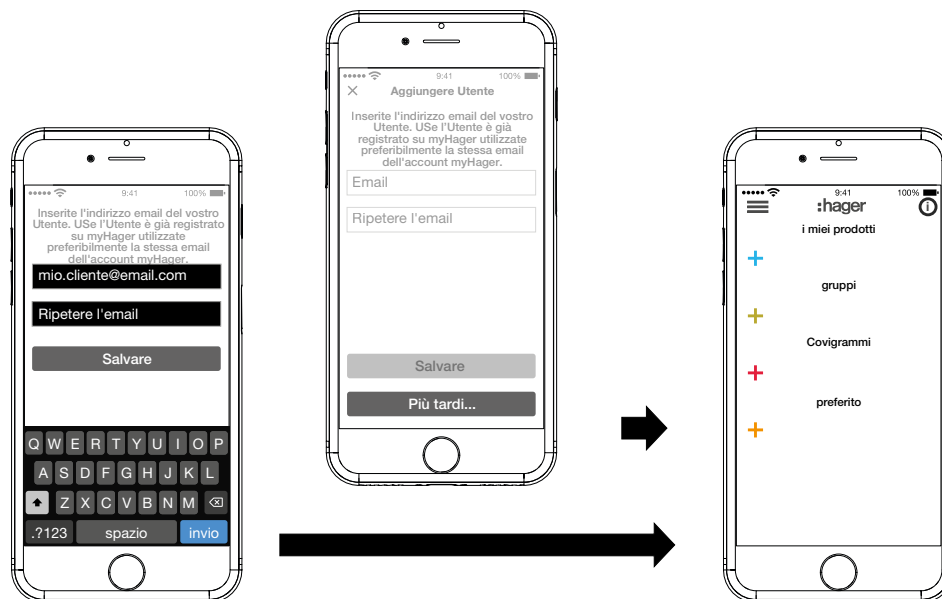 9:41
100%
Inserite l'indirizzo email del vostro
Utente. USe l'Utente è già registrato
su myHager utilizzate
preferibilmente la stessa email
dell'account myHager.
mio.cliente@email.com
Ripetere l'email
Salvare
Q W E R T Y U I O P
A S D F G H J K L
Z X C V B N M
.?123 spazio invio
9:41
100%
Aggiungere Utente
Inserite l'indirizzo email del vostro
Utente. USe l'Utente è già
registrato su myHager utilizzate
preferibilmente la stessa email
dell'account myHager.
Email
Ripetere l'email
Salvare
Più tardi...
9:41
100%
:hager
i miei prodotti
+
gruppi
+
Covigrammi
+
preferito
+